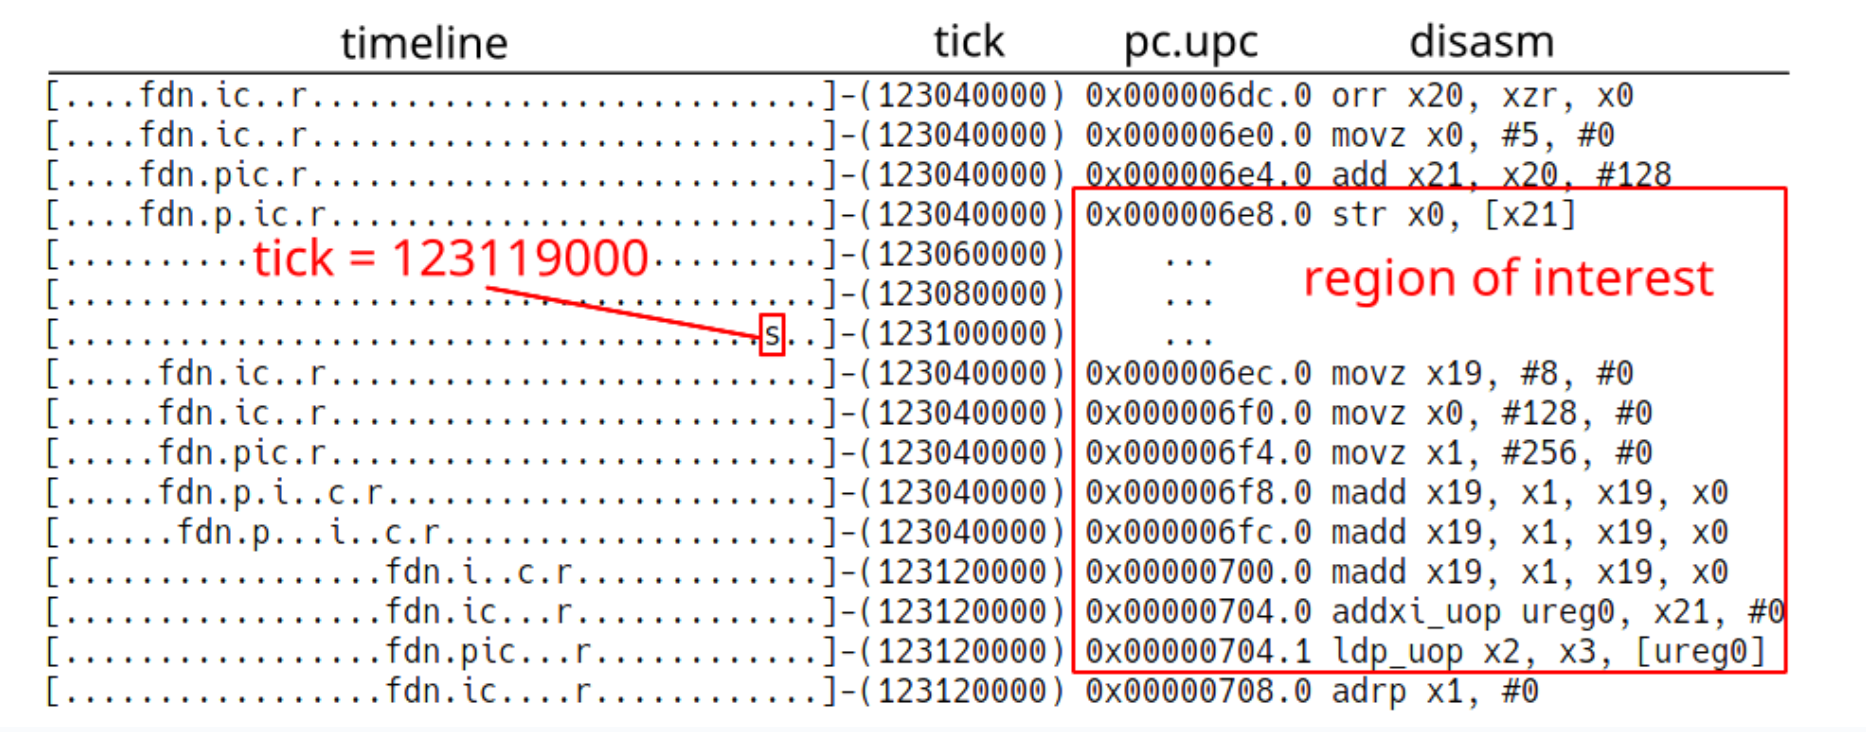 timeline tick pc.upc disasm
[....fdn.ic..r...........................]-(123040000) 0x000006dc.0 orr x20, xzr, x0
[....fdn.ic..r...........................]-(123040000) 0x000006e0.0 movz x0, #5, #0
[....fdn.pic.r...........................]-(123040000) 0x000006e4.0 add x21, x20, #128
[....fdn.p.ic.r..........................]-(123040000) 0x000006e8.0 str x0, [x21]
[..........tick = 123119000.........]-(123060000) ... region of interest
[........................................]-(123080000) ...
[.....................................s..]-(123100000) ...
[.....fdn.ic..r..........................]-(123040000) 0x000006ec.0 movz x19, #8, #0
[.....fdn.ic..r..........................]-(123040000) 0x000006f0.0 movz x0, #128, #0
[.....fdn.pic.r..........................]-(123040000) 0x000006f4.0 movz x1, #256, #0
[.....fdn.p.i..c.r.......................]-(123040000) 0x000006f8.0 madd x19, x1, x19, x0
[......fdn.p...i..c.r....................]-(123040000) 0x000006fc.0 madd x19, x1, x19, x0
[.................fdn.i..c.r.............]-(123120000) 0x00000700.0 madd x19, x1, x19, x0
[.................fdn.ic...r.............]-(123120000) 0x00000704.0 addxi_uop ureg0, x21, #0
[.................fdn.pic...r............]-(123120000) 0x00000704.1 ldp_uop x2, x3, [ureg0]
[.................fdn.ic....r............]-(123120000) 0x00000708.0 adrp x1, #0